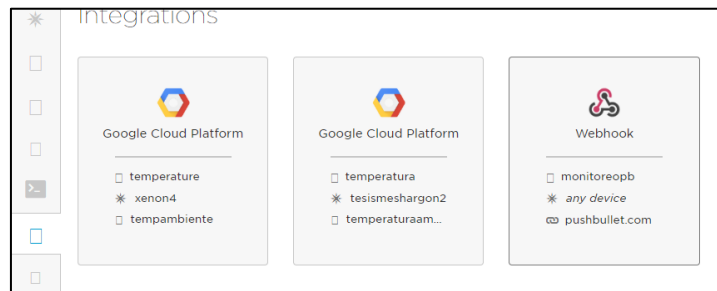 Integrations
Google Cloud Platform
temperature
xenon4
tempambiente
Google Cloud Platform
temperatura
tesismeshargon2
temperaturaam...
Webhook
monitoreopb
any device
pushbullet.com